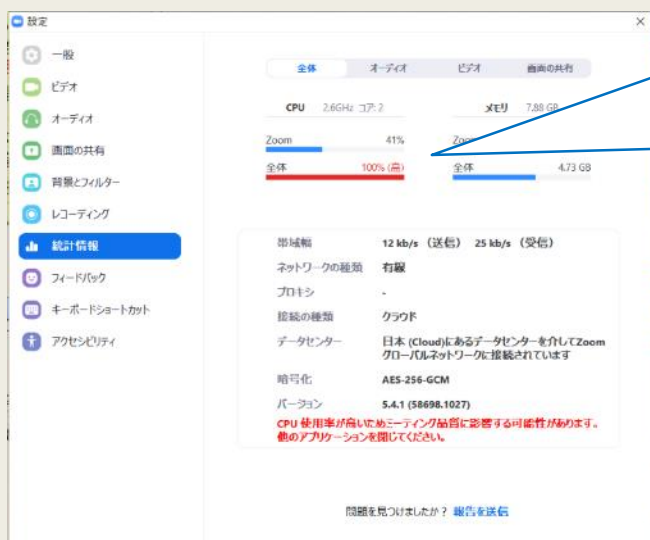 設定
一般
ビデオ
オーディオ
画面の共有
背景とフィルター
レコーディング
統計情報
フィードバック
キーボードショートカット
アクセシビリティ
全体 オーディオ ビデオ 画面の共有
CPU 2.6GHz コア: 2
Zoom 41%
全体 100% (高)
メモリ 7.88 GB
Zoom
全体 4.73 GB
帯域幅 12 kb/s （送信） 25 kb/s （受信）
ネットワークの種類 有線
プロキシ -
接続の種類 クラウド
データセンター 日本 (Cloud)にあるデータセンターを介してZoom
グローバルネットワークに接続されています
暗号化 AES-256-GCM
バージョン 5.4.1 (58698.1027)
CPU 使用率が高いためミーティング品質に影響する可能性があります。
他のアプリケーションを閉じてください。
問題を見つけましたか？ 報告を送信